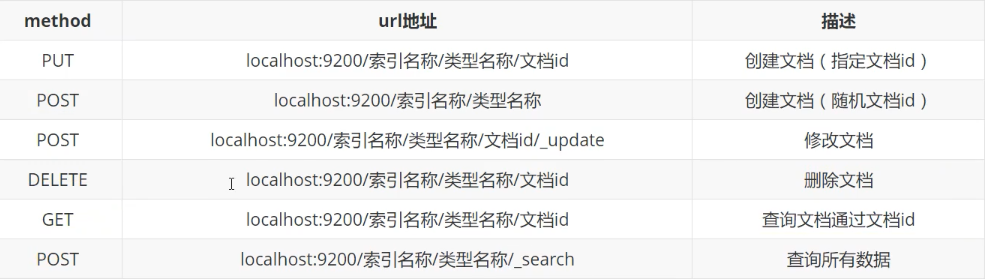 method url地址 描述
PUT localhost:9200/索引名称/类型名称/文档id 创建文档（指定文档id）
POST localhost:9200/索引名称/类型名称 创建文档（随机文档id）
POST localhost:9200/索引名称/类型名称/文档id/_update 修改文档
DELETE localhost:9200/索引名称/类型名称/文档id 删除文档
GET localhost:9200/索引名称/类型名称/文档id 查询文档通过文档id
POST localhost:9200/索引名称/类型名称/_search 查询所有数据